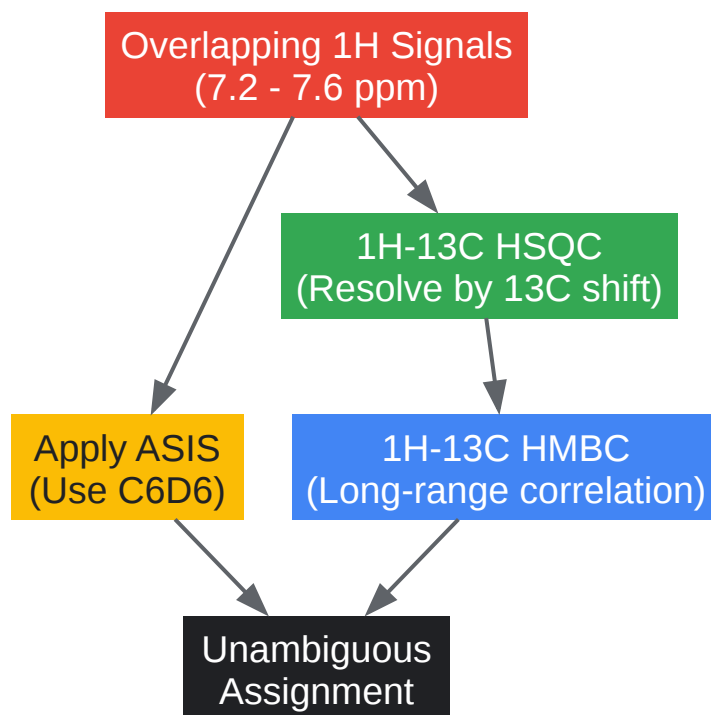 Overlapping 1H Signals
(7.2 - 7.6 ppm)
1H-13C HSQC
(Resolve by 13C shift)
Apply ASIS
(Use C6D6)
1H-13C HMBC
(Long-range correlation)
Unambiguous
Assignment